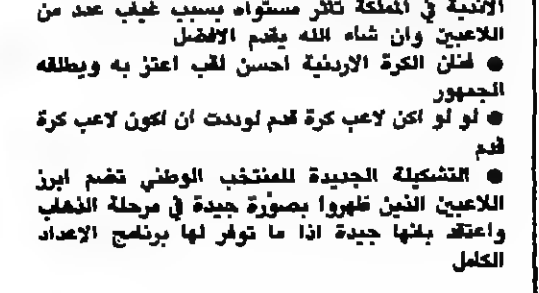 الاندية في المملكة تأثر مستواه بسبب غياب عدد من
اللاعبين وان شاء الله يقدم الافضل
● فنان الكرة الاردنية احسن لقب اعتز به ويطلقه
الجمهور
● لو لو اكن لاعب كرة قدم لوددت ان اكون لاعب كرة
قدم
● التشكيلة الجديدة للمنتخب الوطني تضم ابرز
اللاعبين الذين ظهروا بصورة جيدة في مرحلة الذهاب
واعتقد بانها جيدة اذا ما توفر لها برنامج الإعداد
الكامل